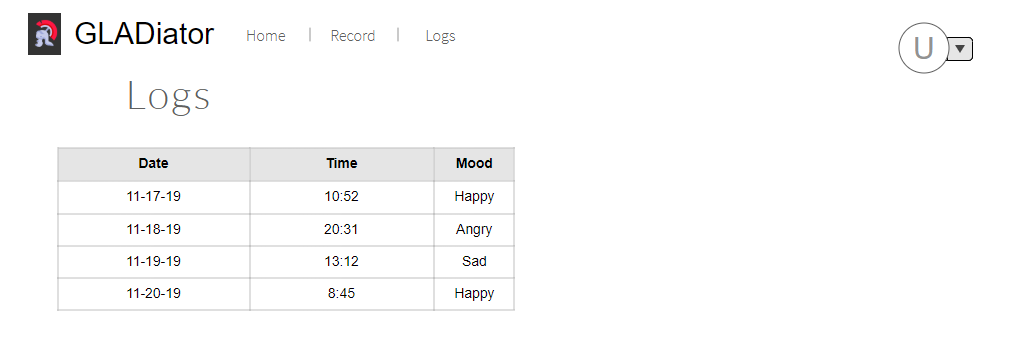 GLADiator Home | Record | Logs
U
Logs
Date Time Mood
11-17-19 10:52 Happy
11-18-19 20:31 Angry
11-19-19 13:12 Sad
11-20-19 8:45 Happy